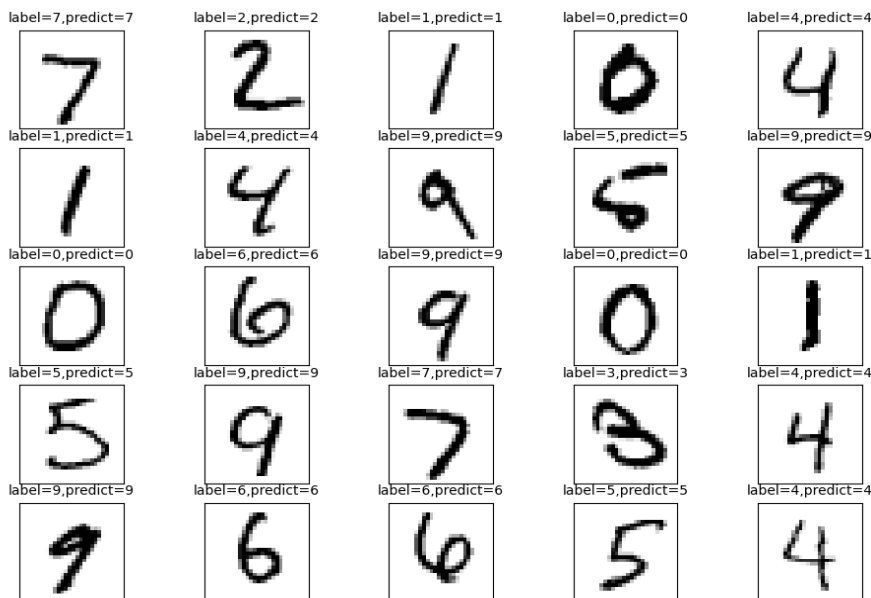 label=7,predict=7 label=2,predict=2 label=1,predict=1 label=0,predict=0 label=4,predict=4
7 2 1 0 4
label=1,predict=1 label=4,predict=4 label=9,predict=9 label=5,predict=5 label=9,predict=9
1 4 9 5 9
label=0,predict=0 label=6,predict=6 label=9,predict=9 label=0,predict=0 label=1,predict=1
0 6 9 0 1
label=5,predict=5 label=9,predict=9 label=7,predict=7 label=3,predict=3 label=4,predict=4
5 9 7 3 4
label=9,predict=9 label=6,predict=6 label=6,predict=6 label=5,predict=5 label=4,predict=4
9 6 6 5 4